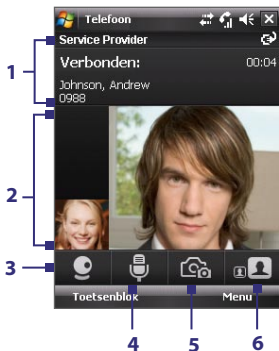 Telefoon
Service Provider
Verbonden: 00:04
Johnson, Andrew
0988
1
2
3
Toetsenblok Menu
4 5 6